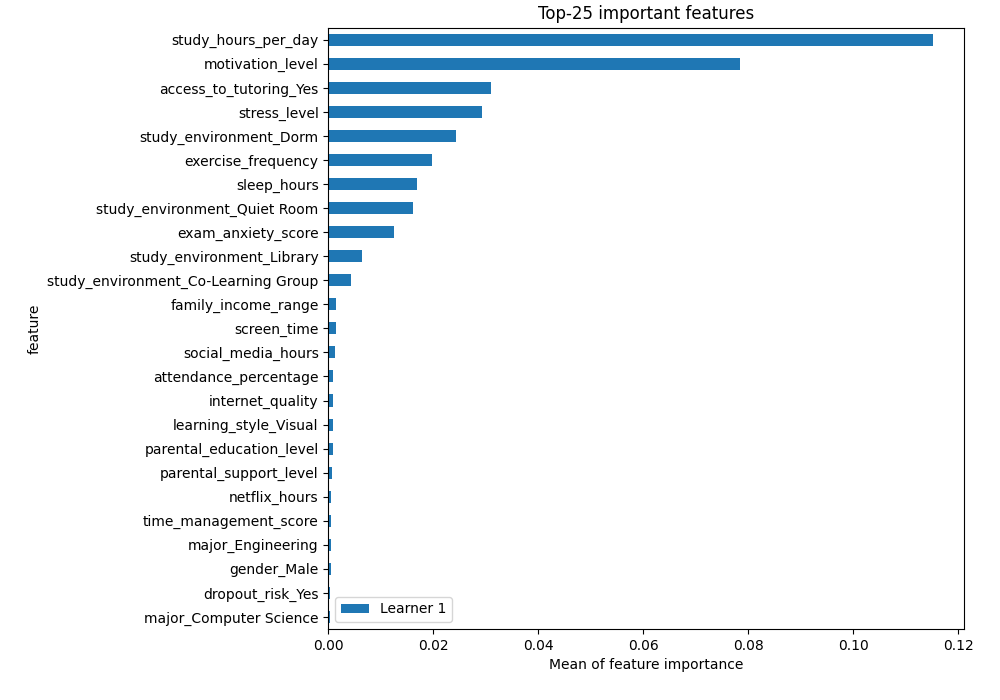 Top-25 important features
study_hours_per_day
motivation_level
access_to_tutoring_Yes
stress_level
study_environment_Dorm
exercise_frequency
sleep_hours
study_environment_Quiet Room
exam_anxiety_score
study_environment_Library
study_environment_Co-Learning Group
family_income_range
screen_time
social_media_hours
attendance_percentage
internet_quality
learning_style_Visual
parental_education_level
parental_support_level
netflix_hours
time_management_score
major_Engineering
gender_Male
dropout_risk_Yes
major_Computer Science
feature
Learner 1
0.00 0.02 0.04 0.06 0.08 0.10 0.12
Mean of feature importance